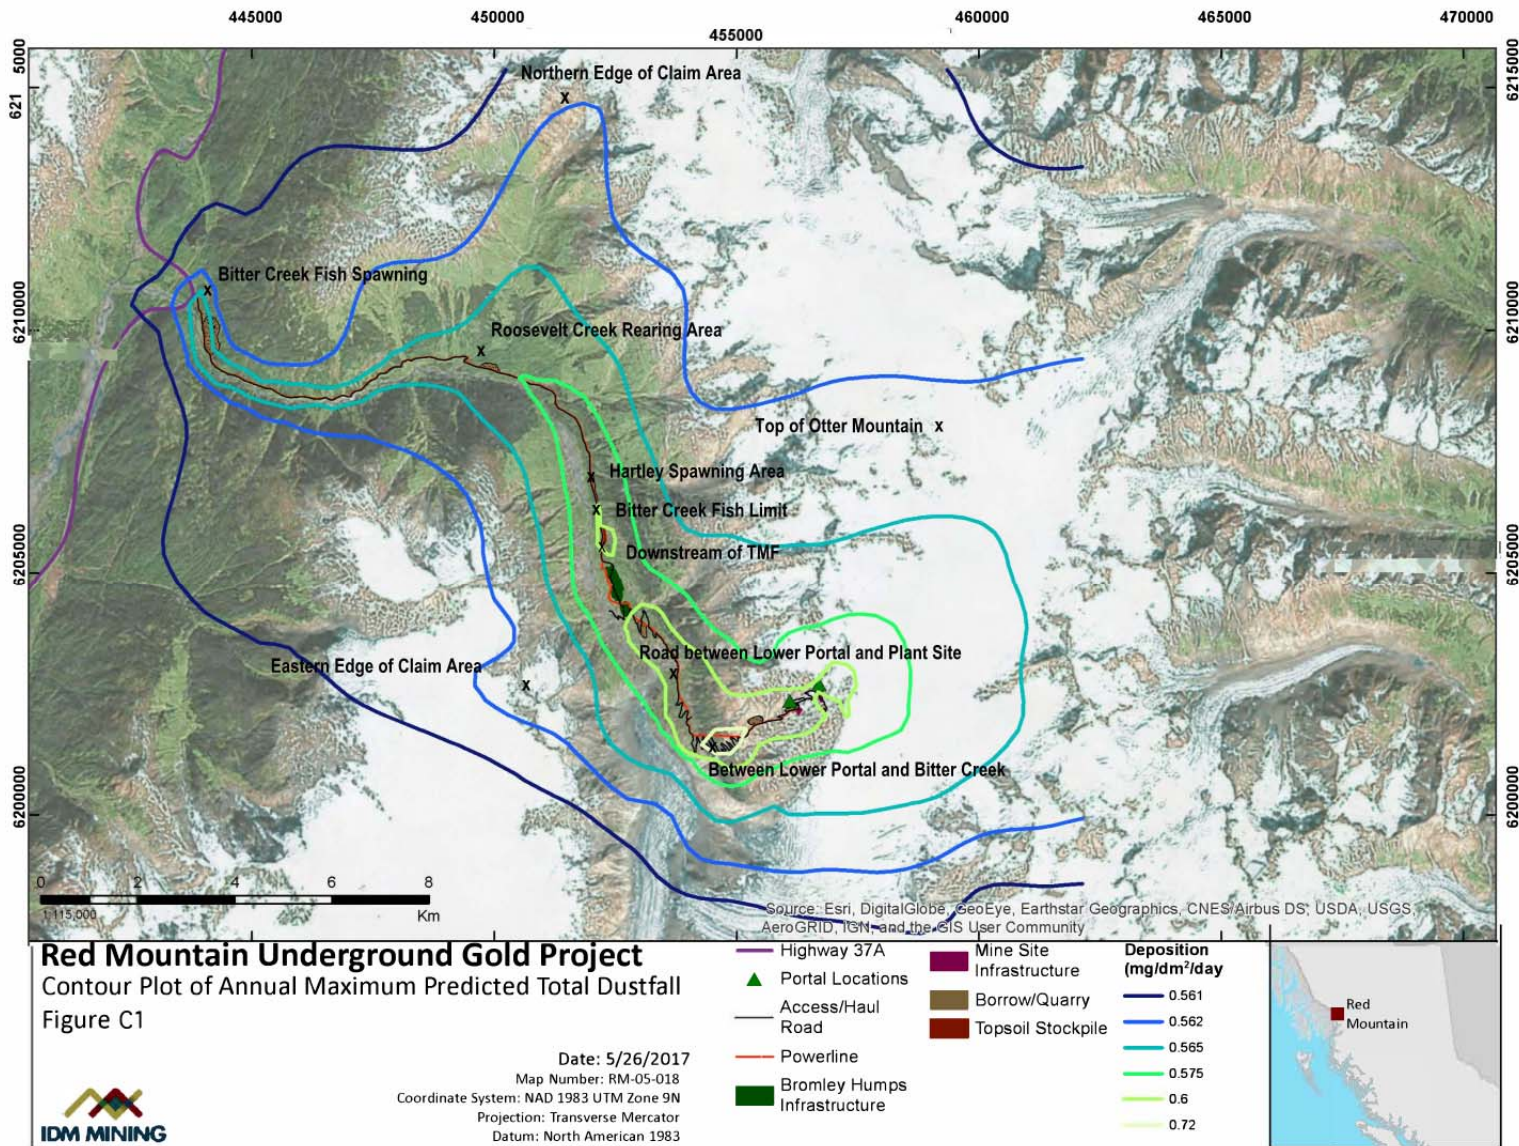 445000
450000
455000
460000
465000
470000
6215000
5000
621
6210000
6210000
6205000
6205000
6200000
6200000
Northern Edge of Claim Area
x
Bitter Creek Fish Spawning
x
Roosevelt Creek Rearing Area
x
Top of Otter Mountain x
x Hartley Spawning Area
x Bitter Creek Fish Limit
x Downstream of TMF
Road between Lower Portal and Plant Site
x
Eastern Edge of Claim Area
x
x
Between Lower Portal and Bitter Creek
0 2 4 6 8
1:115,000
Km
Source: Esri, DigitalGlobe, GeoEye, Earthstar Geographics, CNES/Airbus DS, USDA, USGS,
AeroGRID, IGN, and the GIS User Community
Red Mountain Underground Gold Project
Contour Plot of Annual Maximum Predicted Total Dustfall
Figure C1
Date: 5/26/2017
Map Number: RM-05-018
Coordinate System: NAD 1983 UTM Zone 9N
Projection: Transverse Mercator
Datum: North American 1983
IDM MINING
Highway 37A
Portal Locations
Access/Haul
Road
Powerline
Bromley Humps
Infrastructure
Mine Site
Infrastructure
Borrow/Quarry
Topsoil Stockpile
Deposition
(mg/dm²/day
0.561
0.562
0.565
0.575
0.6
0.72
Red
Mountain